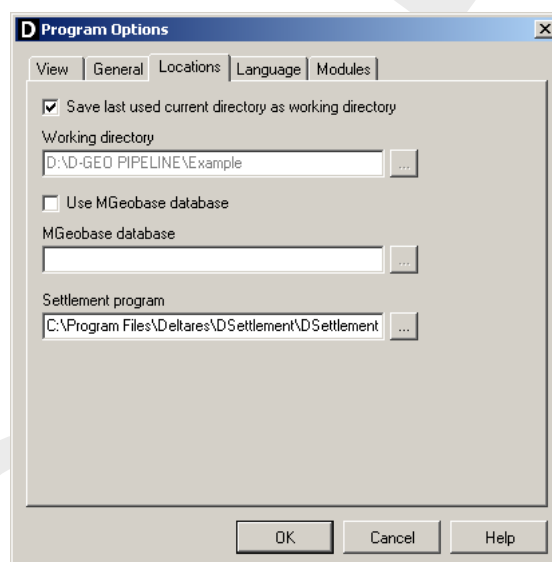 D Program Options
View General Locations Language Modules
Save last used current directory as working directory
Working directory
D:\D-GEO PIPELINE\Example
...
Use MGeobase database
MGeobase database
...
Settlement program
C:\Program Files\Deltares\DSettlement\DSettlement
...
OK Cancel Help